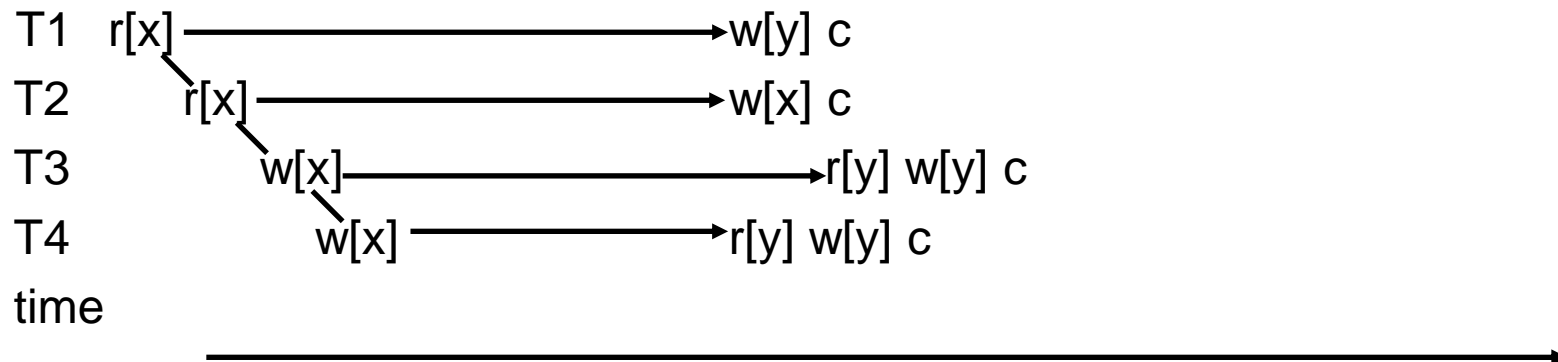 T1 r[x] w[y] c
T2 r[x] w[x] c
T3 w[x] r[y] w[y] c
T4 w[x] r[y] w[y] c
time